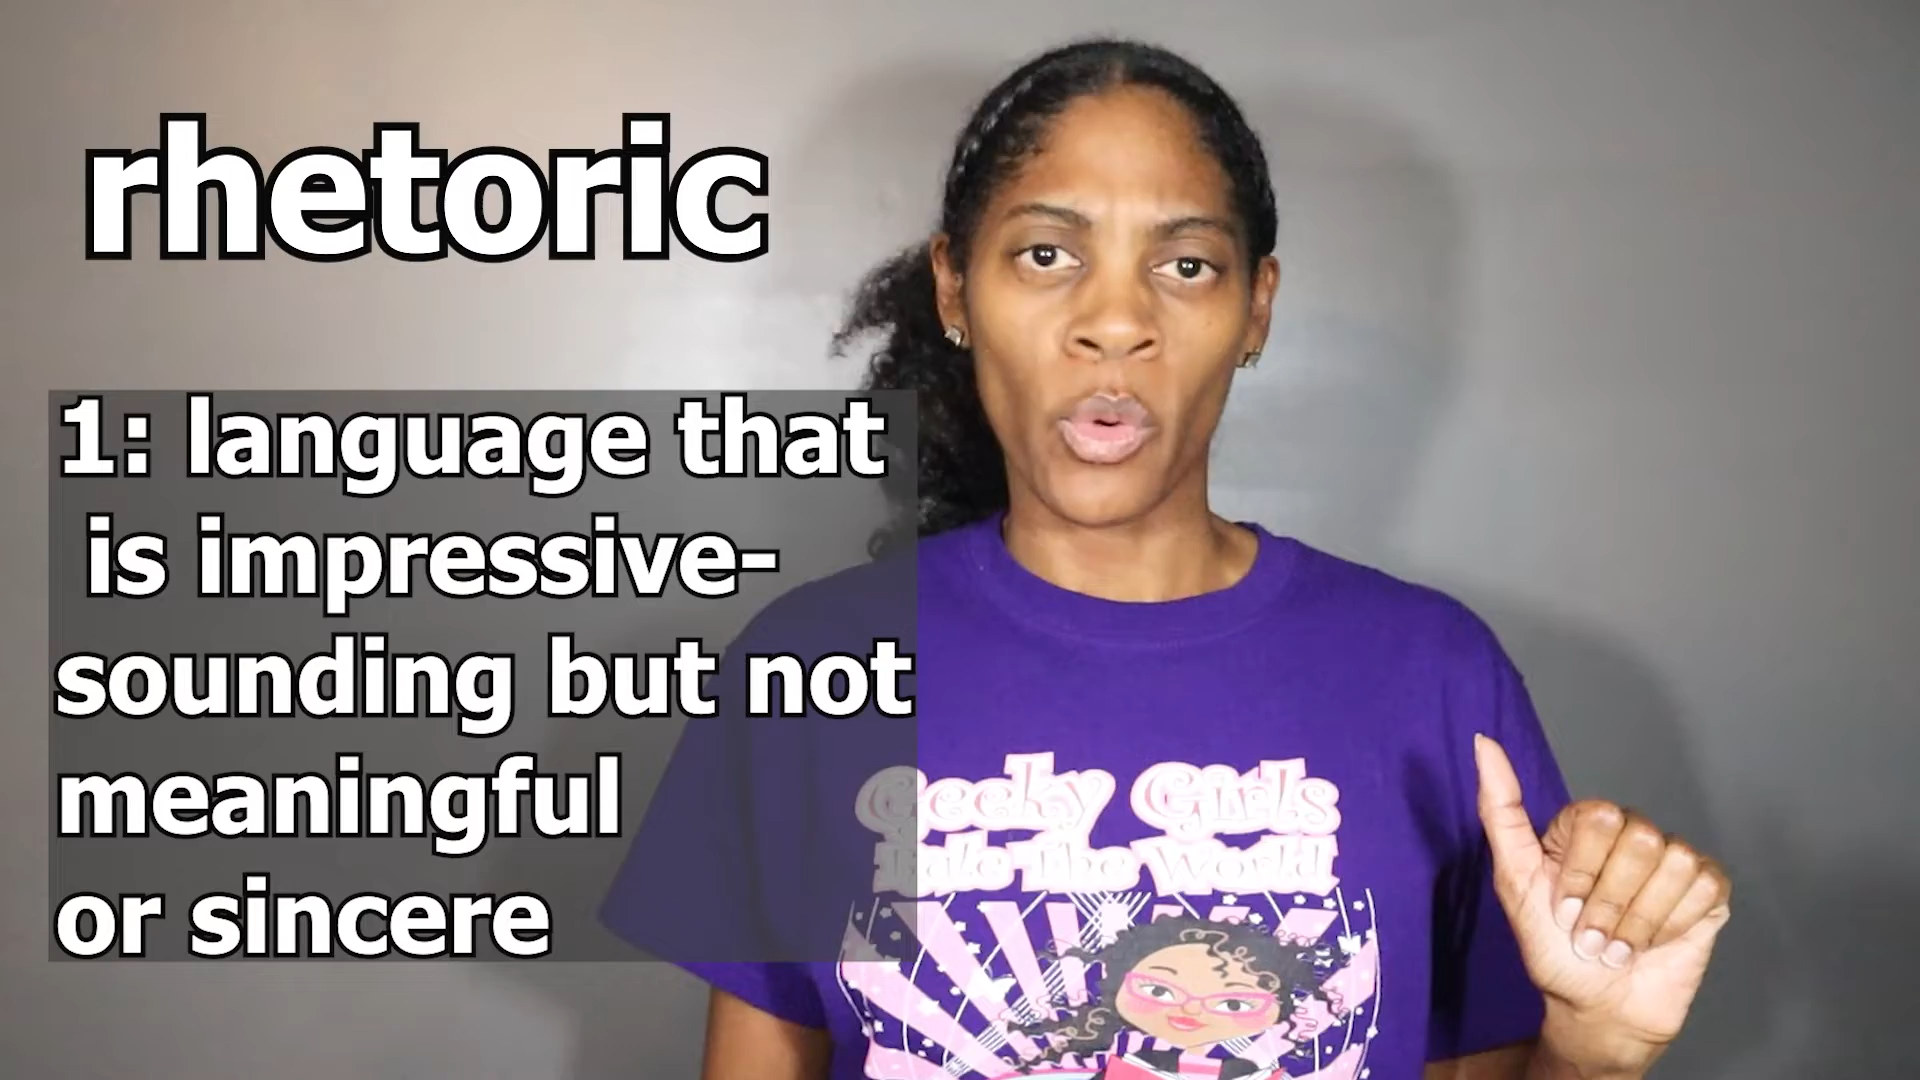 rhetoric
1: language that
is impressive-
sounding but not
meaningful
or sincere
Geeky Girls
Rule The World